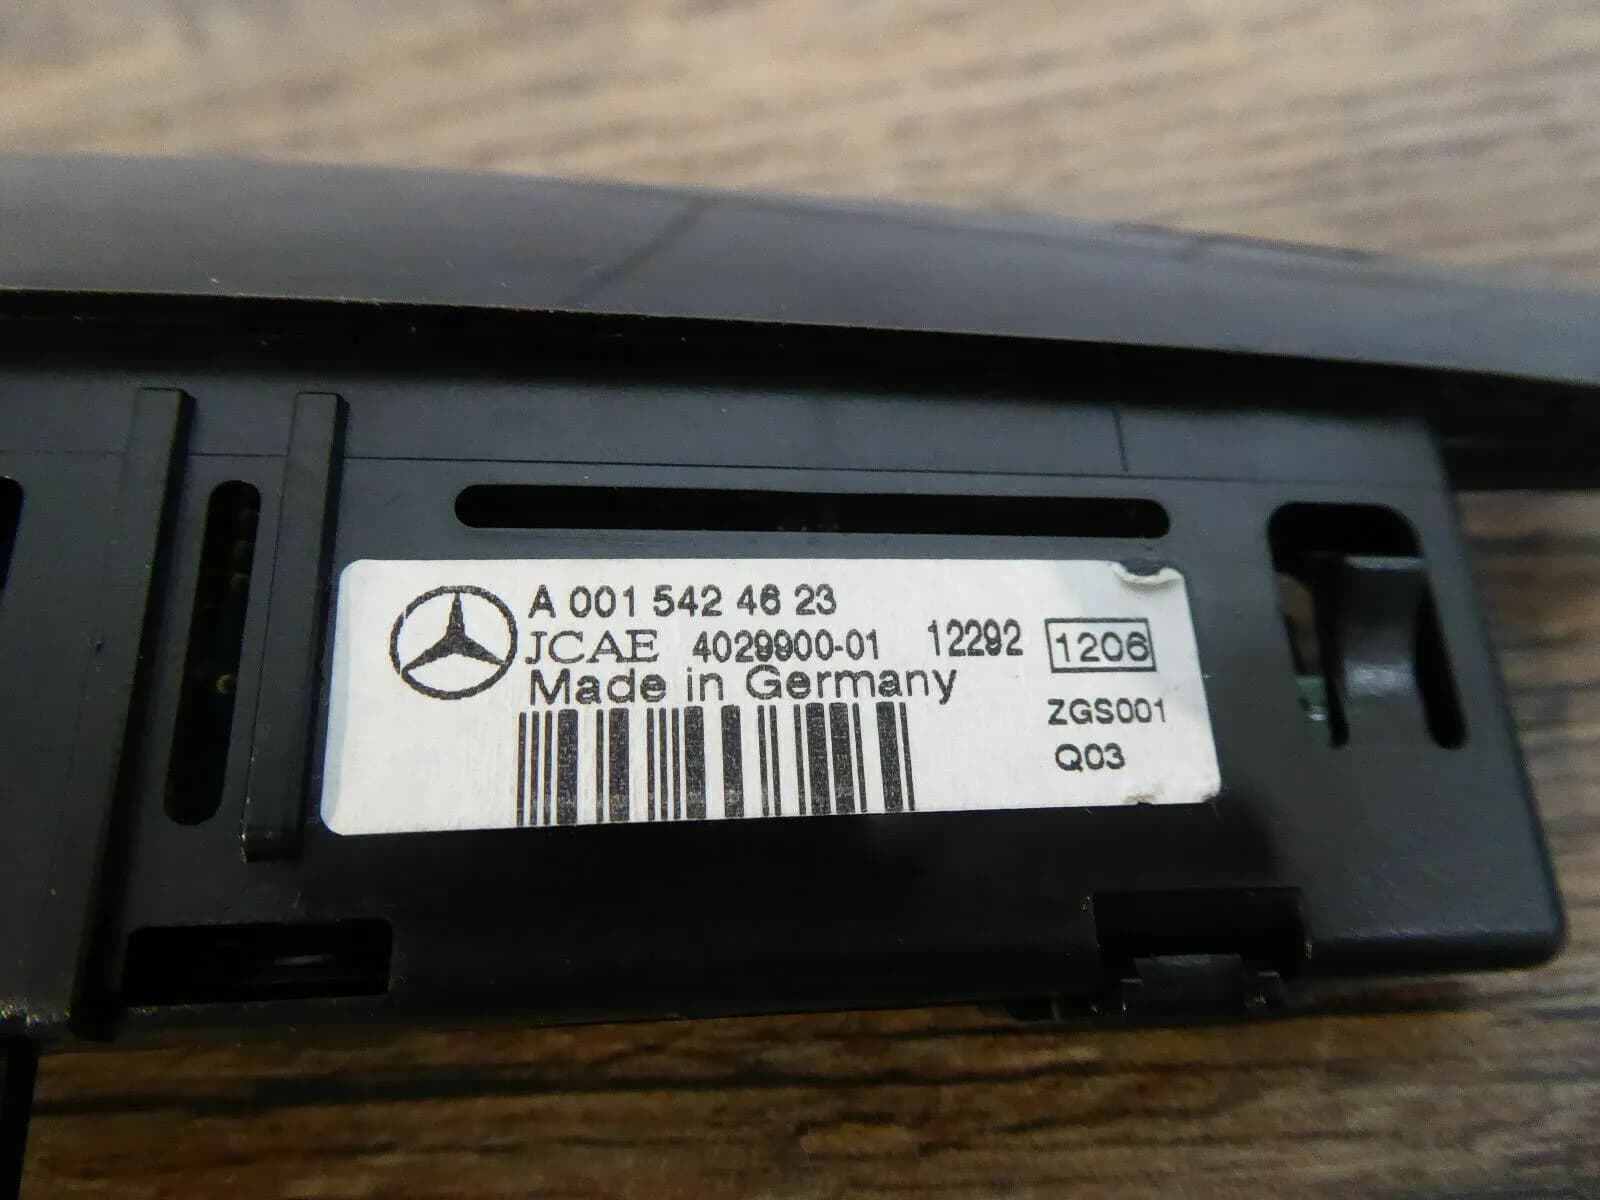 A 001 542 46 23
JCAE 4029900-01 12292 1206
Made in Germany
ZGS001
Q03